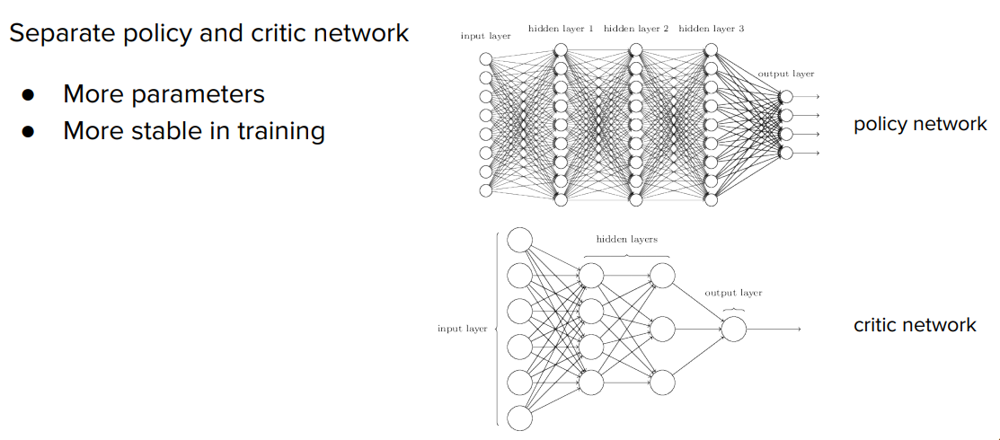 Separate policy and critic network
● More parameters
● More stable in training
input layer
hidden layer 1 hidden layer 2 hidden layer 3
output layer
policy network
hidden layers
output layer
input layer
critic network